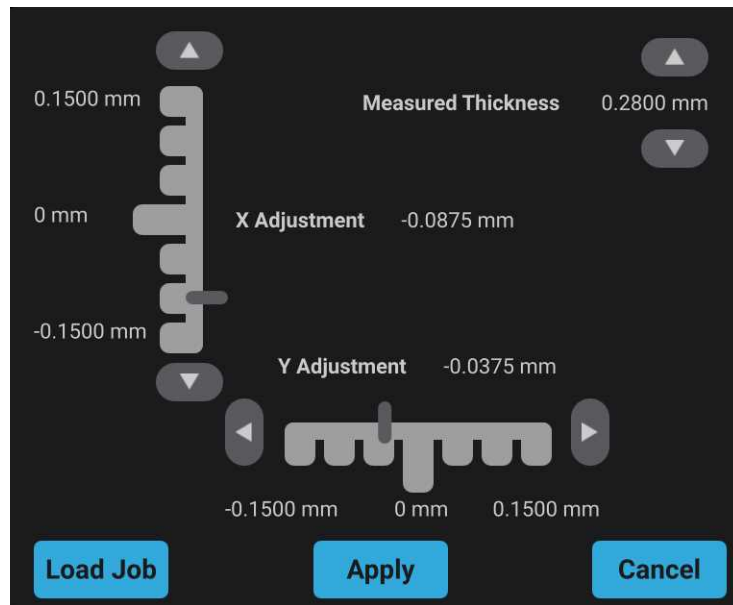 0.1500 mm
Measured Thickness 0.2800 mm
0 mm
X Adjustment -0.0875 mm
-0.1500 mm
Y Adjustment -0.0375 mm
-0.1500 mm 0 mm 0.1500 mm
Load Job Apply Cancel